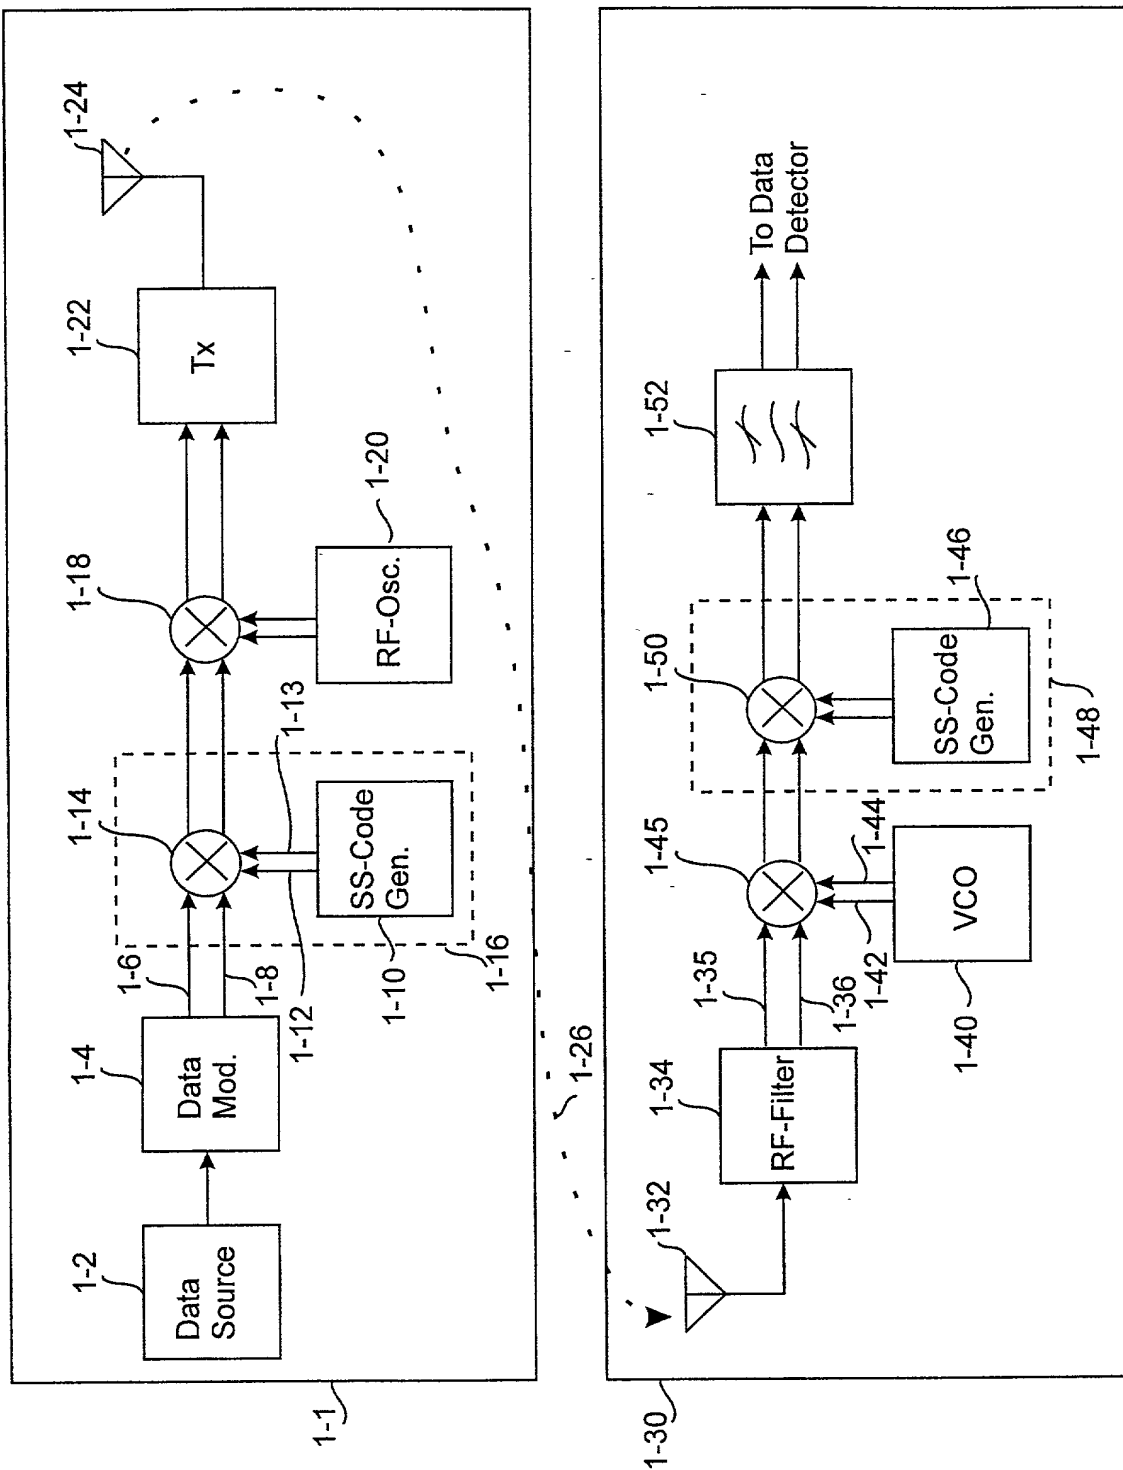 1-1
1-2
Data
Source
1-4
Data
Mod.
1-6
1-8
1-10
SS-Code
Gen.
1-12
1-13
1-14
1-16
1-18
1-20
RF-Osc.
1-22
Tx
1-24
1-26
1-30
1-32
1-34
RF-Filter
1-35
1-36
1-40
VCO
1-42
1-44
1-45
1-46
SS-Code
Gen.
1-48
1-50
1-52
To Data
Detector